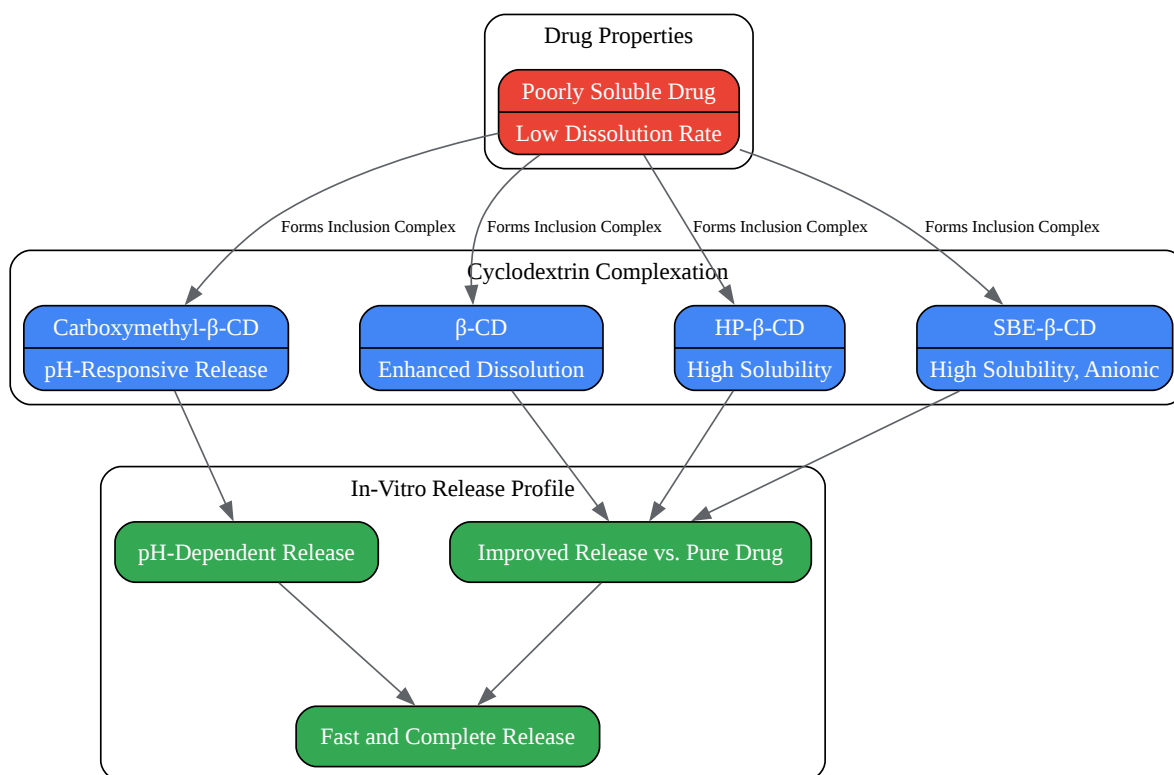 Drug Properties
Poorly Soluble Drug
Low Dissolution Rate
Forms Inclusion Complex
Forms Inclusion Complex
Forms Inclusion Complex
Forms Inclusion Complex
Cyclodextrin Complexation
Carboxymethyl-β-CD
pH-Responsive Release
β-CD
Enhanced Dissolution
HP-β-CD
High Solubility
SBE-β-CD
High Solubility, Anionic
In-Vitro Release Profile
pH-Dependent Release
Improved Release vs. Pure Drug
Fast and Complete Release